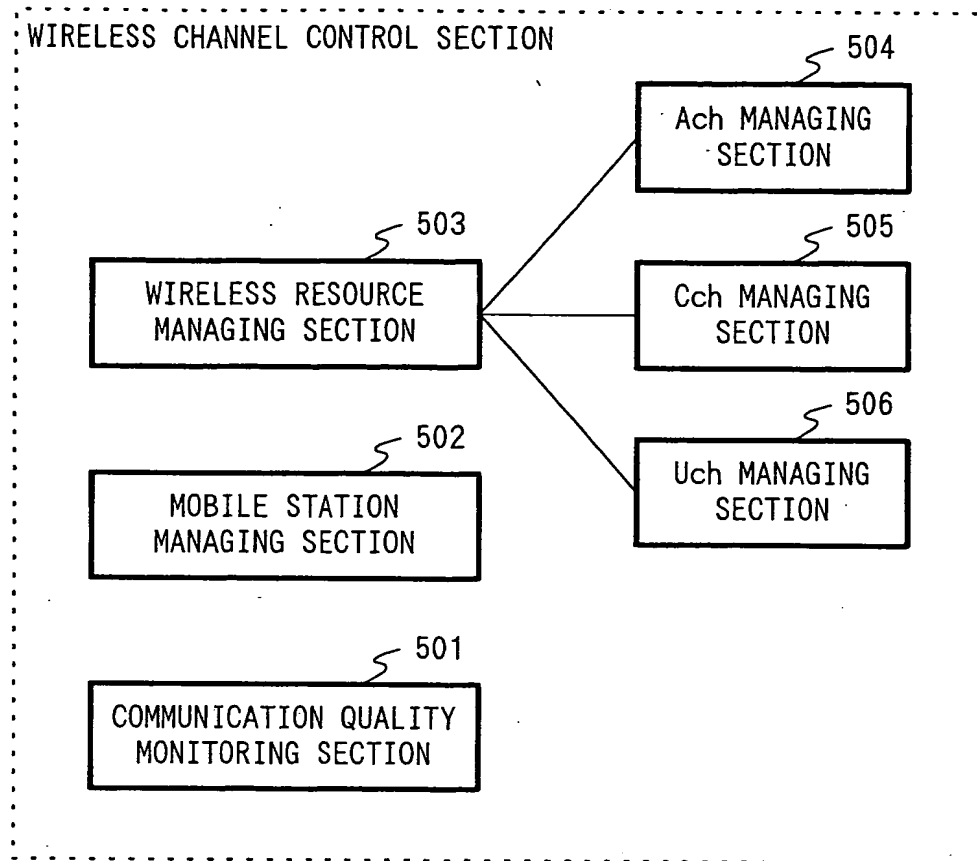 WIRELESS CHANNEL CONTROL SECTION
504
Ach MANAGING
SECTION
503
WIRELESS RESOURCE
MANAGING SECTION
505
Cch MANAGING
SECTION
502
MOBILE STATION
MANAGING SECTION
506
Uch MANAGING
SECTION
501
COMMUNICATION QUALITY
MONITORING SECTION